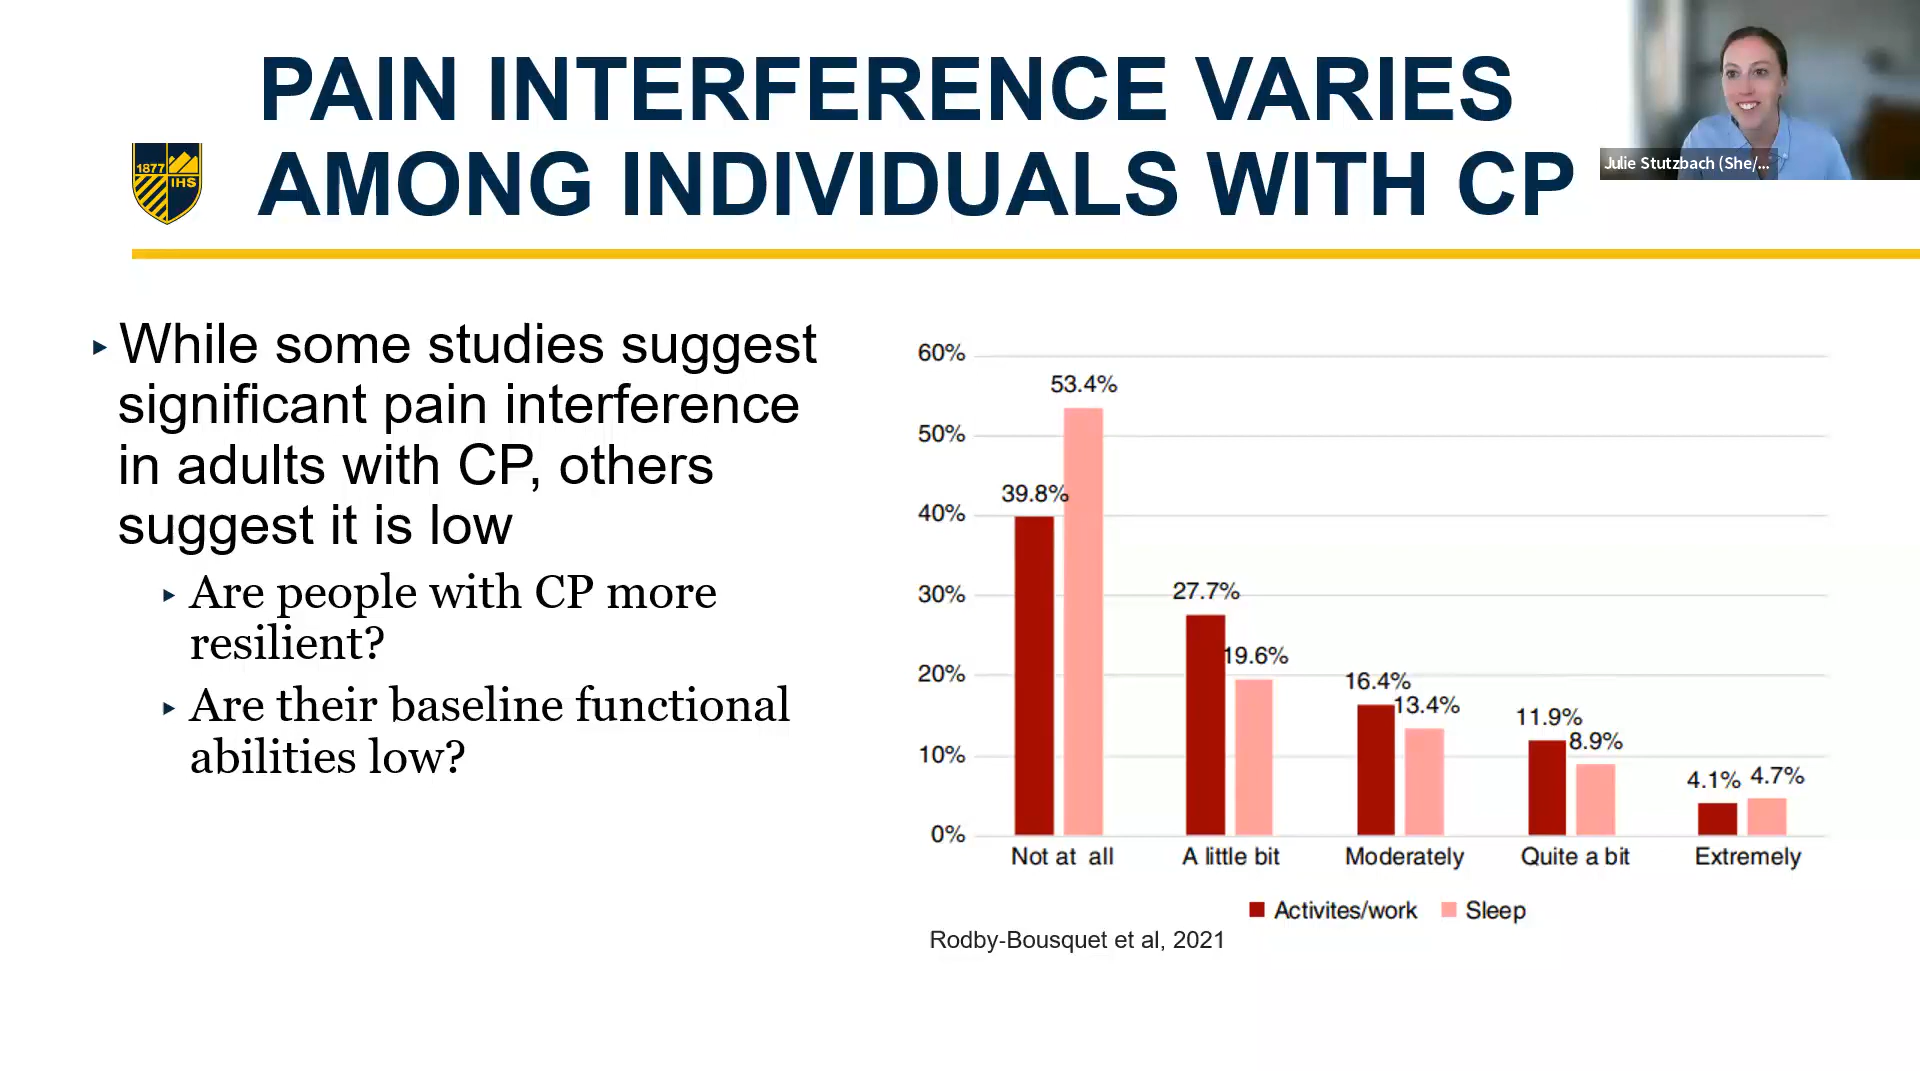 PAIN INTERFERENCE VARIES
AMONG INDIVIDUALS WITH CP
1877
IHS
Julie Stutzbach (She/...
▸ While some studies suggest
significant pain interference
in adults with CP, others
suggest it is low
▸ Are people with CP more
resilient?
▸ Are their baseline functional
abilities low?
60%
50%
40%
30%
20%
10%
0%
39.8%
53.4%
27.7%
19.6%
16.4%
13.4%
11.9%
8.9%
4.1%
4.7%
Not at all
A little bit
Moderately
Quite a bit
Extremely
Activites/work
Sleep
Rodby-Bousquet et al, 2021